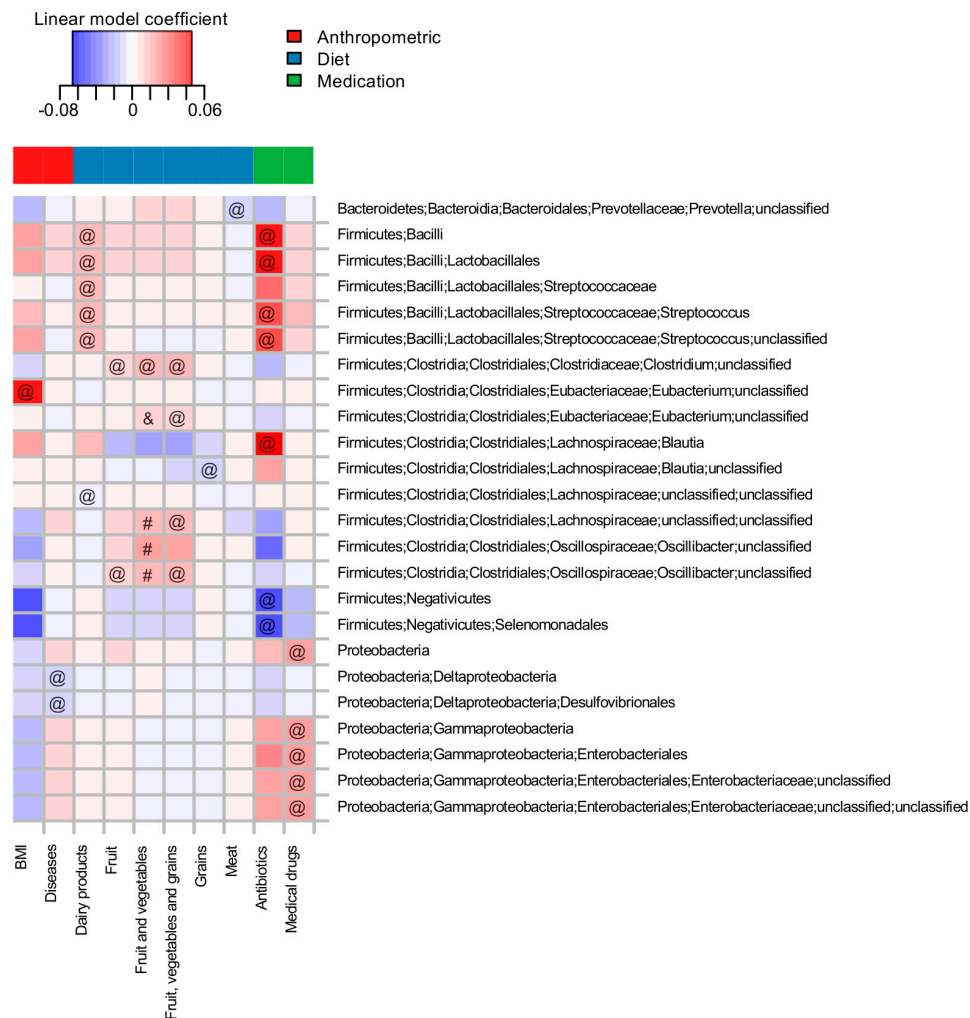 Linear model coefficient
-0.08 0 0.06
Anthropometric
Diet
Medication
@ Bacteroidetes;Bacteroidia;Bacteroidales;Prevotellaceae;Prevotella;unclassified
@ @ Firmicutes;Bacilli
@ @ Firmicutes;Bacilli;Lactobacillales
@ Firmicutes;Bacilli;Lactobacillales;Streptococcaceae
@ @ Firmicutes;Bacilli;Lactobacillales;Streptococcaceae;Streptococcus
@ @ Firmicutes;Bacilli;Lactobacillales;Streptococcaceae;Streptococcus;unclassified
@ @ @ Firmicutes;Clostridia;Clostridiales;Clostridiaceae;Clostridium;unclassified
@ Firmicutes;Clostridia;Clostridiales;Eubacteriaceae;Eubacterium;unclassified
& @ Firmicutes;Clostridia;Clostridiales;Eubacteriaceae;Eubacterium;unclassified
@ Firmicutes;Clostridia;Clostridiales;Lachnospiraceae;Blautia
@ Firmicutes;Clostridia;Clostridiales;Lachnospiraceae;Blautia;unclassified
@ Firmicutes;Clostridia;Clostridiales;Lachnospiraceae;unclassified;unclassified
# @ Firmicutes;Clostridia;Clostridiales;Lachnospiraceae;unclassified;unclassified
# Firmicutes;Clostridia;Clostridiales;Oscillospiraceae;Oscillibacter;unclassified
@ # @ Firmicutes;Clostridia;Clostridiales;Oscillospiraceae;Oscillibacter;unclassified
@ Firmicutes;Negativicutes
@ Firmicutes;Negativicutes;Selenomonadales
@ Proteobacteria
@ Proteobacteria;Deltaproteobacteria
@ Proteobacteria;Deltaproteobacteria;Desulfovibrionales
@ Proteobacteria;Gammaproteobacteria
@ Proteobacteria;Gammaproteobacteria;Enterobacteriales
@ Proteobacteria;Gammaproteobacteria;Enterobacteriales;Enterobacteriaceae;unclassified
@ Proteobacteria;Gammaproteobacteria;Enterobacteriales;Enterobacteriaceae;unclassified;unclassified
BMI
Diseases
Dairy products
Fruit
Fruit and vegetables
Fruit, vegetables and grains
Grains
Meat
Antibiotics
Medical drugs